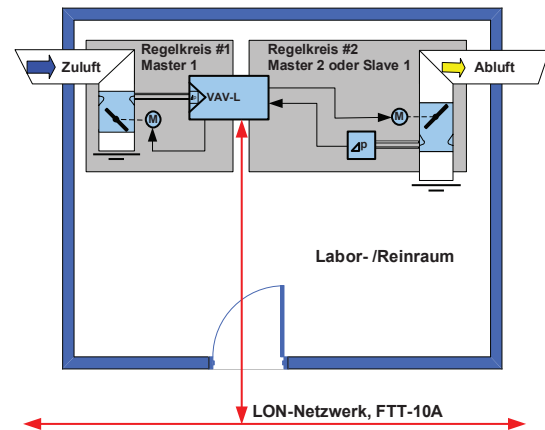 Regelkreis #1
Master 1
Regelkreis #2
Master 2 oder Slave 1
Zuluft
Abluft
VAV-L
M
M
Δp
Labor- /Reinraum
LON-Netzwerk, FTT-10A